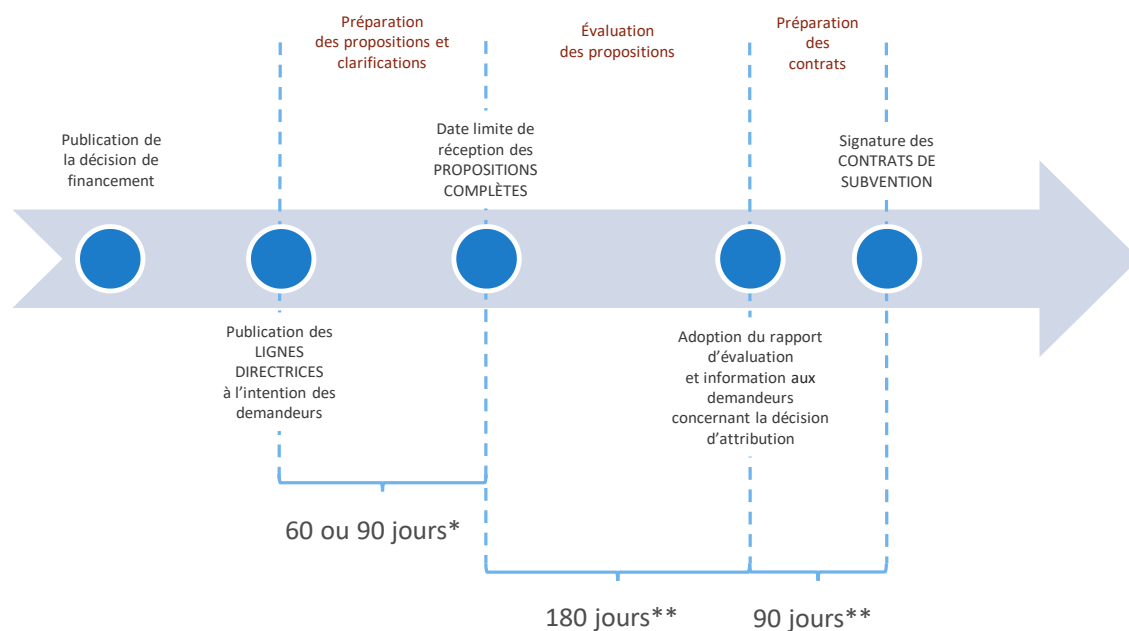 Préparation
des propositions et
clarifications
Évaluation
des propositions
Préparation
des
contrats
Publication de
la décision de
financement
Date limite de
réception des
PROPOSITIONS
COMPLÈTES
Signature des
CONTRATS DE
SUBVENTION
Publication des
LIGNES
DIRECTRICES
à l’intention des
demandeurs
Adoption du rapport
d’évaluation
et information aux
demandeurs
concernant la décision
d’attribution
60 ou 90 jours*
180 jours**
90 jours**